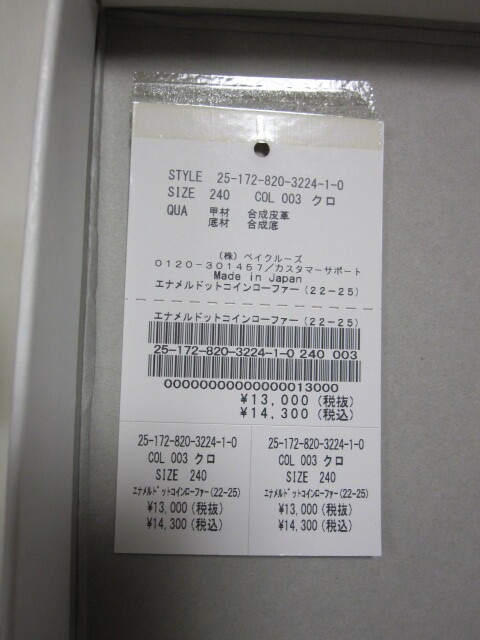 STYLE 25-172-820-3224-1-0
SIZE 240 COL 003 クロ
QUA 甲材 合成皮革
底材 合成底
(株) ベイクルーズ
0120-301457/カスタマーサポート
Made in Japan
エナメルドットコインローファー(22-25)
エナメルドットコインローファー(22-25)
25-172-820-3224-1-0 240 003
00000000000000013000
¥13,000 (税抜)
¥14,300 (税込)
25-172-820-3224-1-0
COL 003 クロ
SIZE 240
エナメルドットコインローファー(22-25)
¥13,000 (税抜)
¥14,300 (税込)
25-172-820-3224-1-0
COL 003 クロ
SIZE 240
エナメルドットコインローファー(22-25)
¥13,000 (税抜)
¥14,300 (税込)